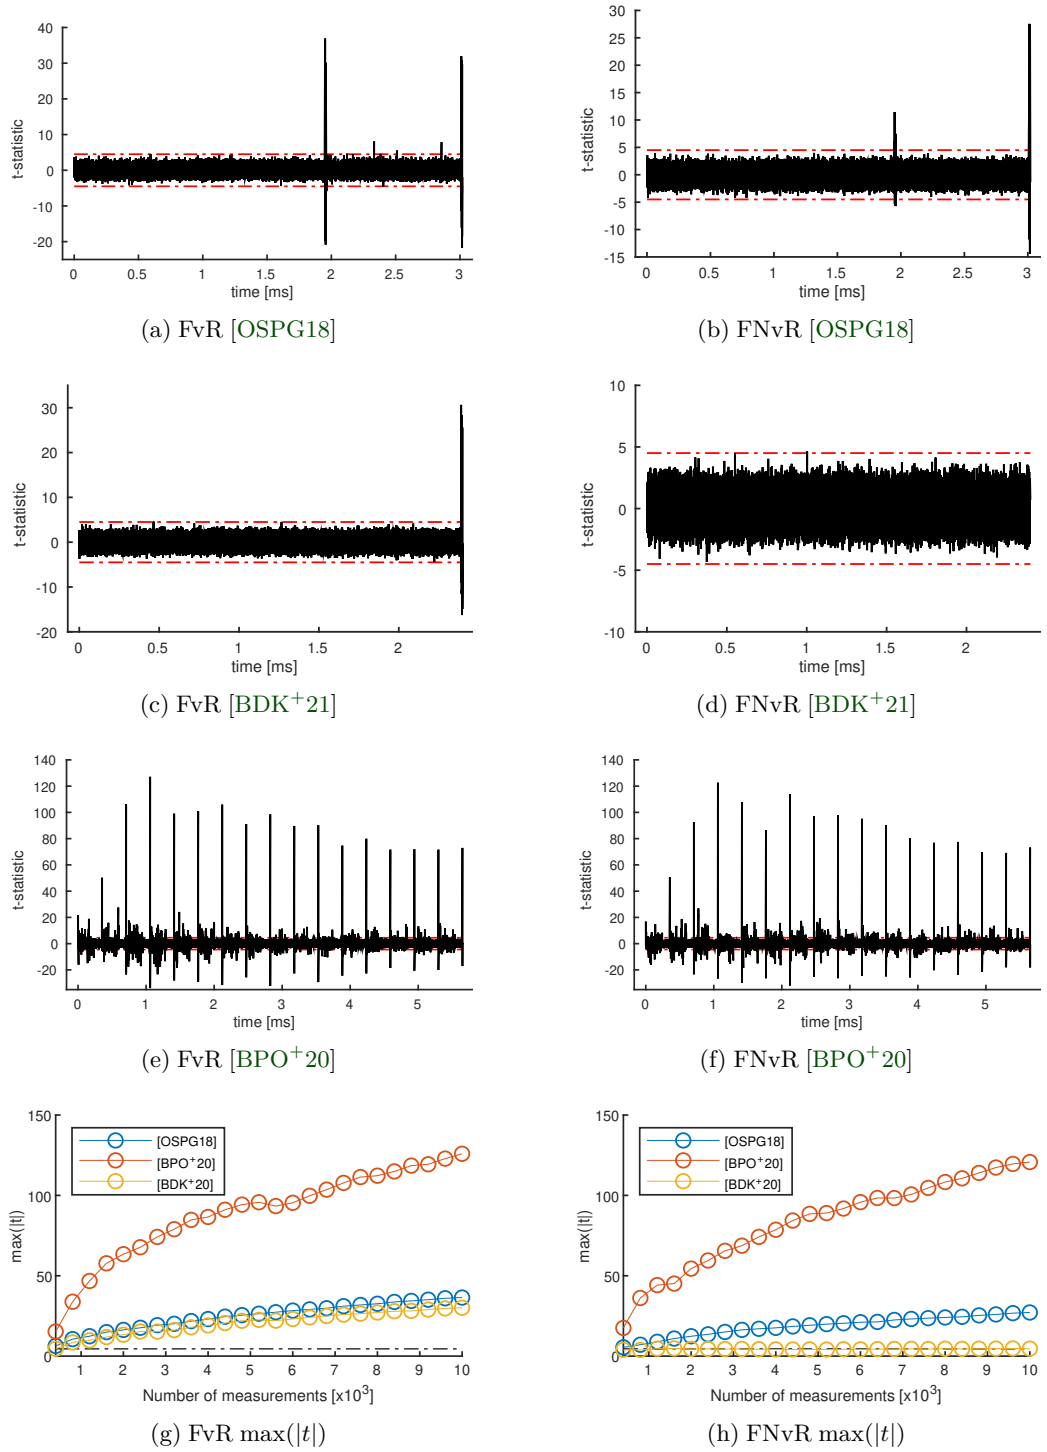 40
30
20
10
0
-10
-20
t-statistic
0 0.5 1 1.5 2 2.5 3
time [ms]
(a) FvR [OSPG18]
30
25
20
15
10
5
0
-5
-10
-15
t-statistic
0 0.5 1 1.5 2 2.5 3
time [ms]
(b) FNvR [OSPG18]
30
20
10
0
-10
-20
t-statistic
0 0.5 1 1.5 2
time [ms]
(c) FvR [BDK+21]
10
5
0
-5
-10
t-statistic
0.5 1 1.5 2
time [ms]
(d) FNvR [BDK+21]
140
120
100
80
60
40
20
0
-20
t-statistic
0 1 2 3 4 5
time [ms]
(e) FvR [BPO+20]
140
120
100
80
60
40
20
0
-20
t-statistic
0 1 2 3 4 5
time [ms]
(f) FNvR [BPO+20]
150
100
50
0
max(|t|)
[OSPG18]
[BPO+20]
[BDK+20]
1 2 3 4 5 6 7 8 9 10
Number of measurements [x10³]
(g) FvR max(|t|)
150
100
50
0
max(|t|)
[OSPG18]
[BPO+20]
[BDK+20]
1 2 3 4 5 6 7 8 9 10
Number of measurements [x10³]
(h) FNvR max(|t|)